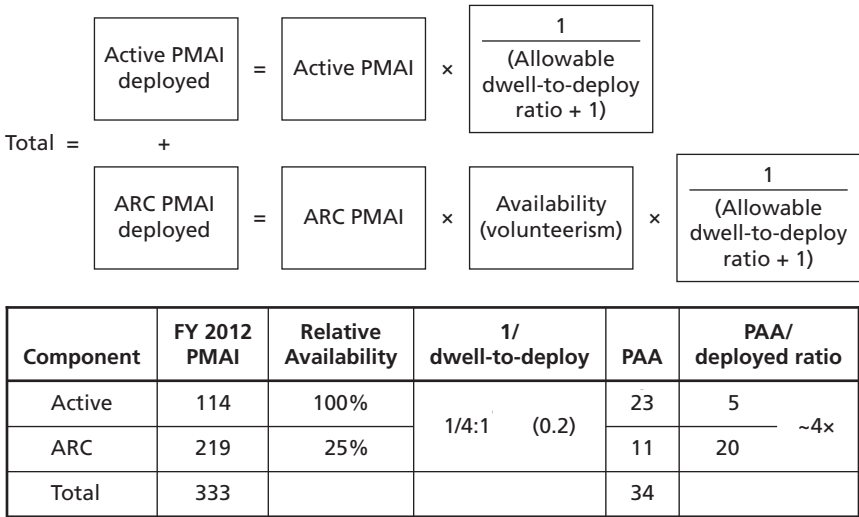 Active PMAI
deployed
=
Active PMAI
×
1
(Allowable
dwell-to-deploy
ratio + 1)
Total =
+
ARC PMAI
deployed
=
ARC PMAI
×
Availability
(volunteerism)
×
1
(Allowable
dwell-to-deploy
ratio + 1)
Component
FY 2012
PMAI
Relative
Availability
1/
dwell-to-deploy
PAA
PAA/
deployed ratio
Active
114
100%
1/4:1 (0.2)
23
5
~4×
ARC
219
25%
11
20
Total
333
34